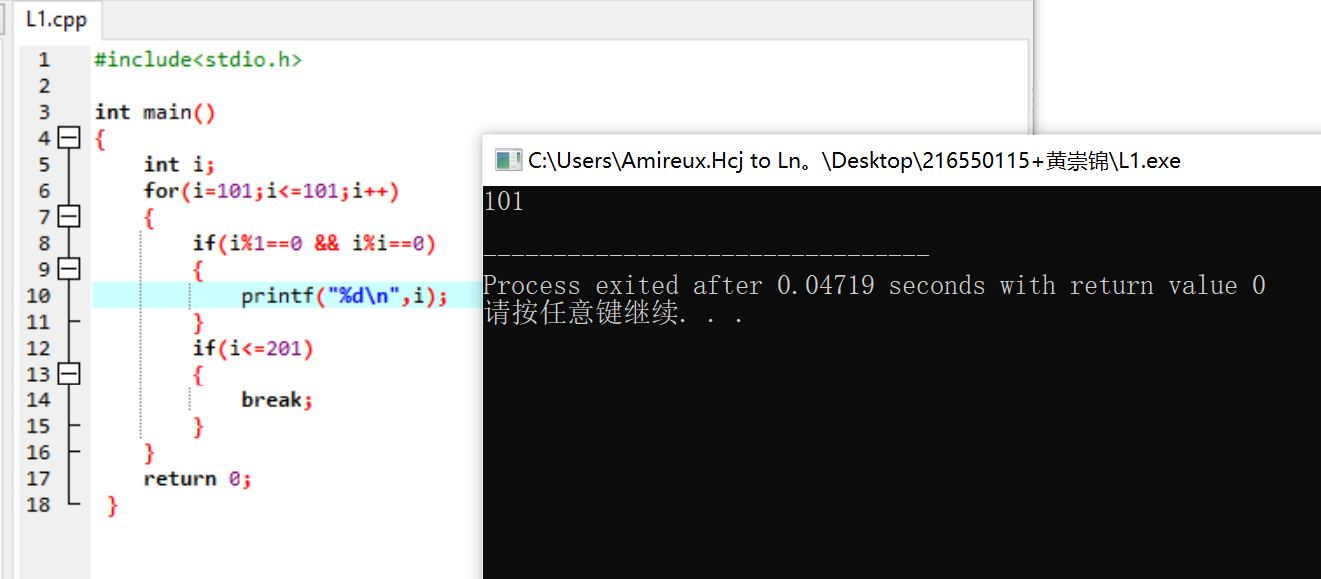 L1.cpp
1 #include<stdio.h>
2
3 int main()
4 {
5 int i;
6 for(i=101;i<=101;i++)
7 {
8 if(i%1==0 && i%i==0)
9 {
10 printf("%d\n",i);
11 }
12 if(i<=201)
13 {
14 break;
15 }
16 }
17 return 0;
18 }
C:\Users\Amireux.Hcj to Ln。\Desktop\216550115+黄崇锦\L1.exe
101
--------------------------------
Process exited after 0.04719 seconds with return value 0
请按任意键继续. . .